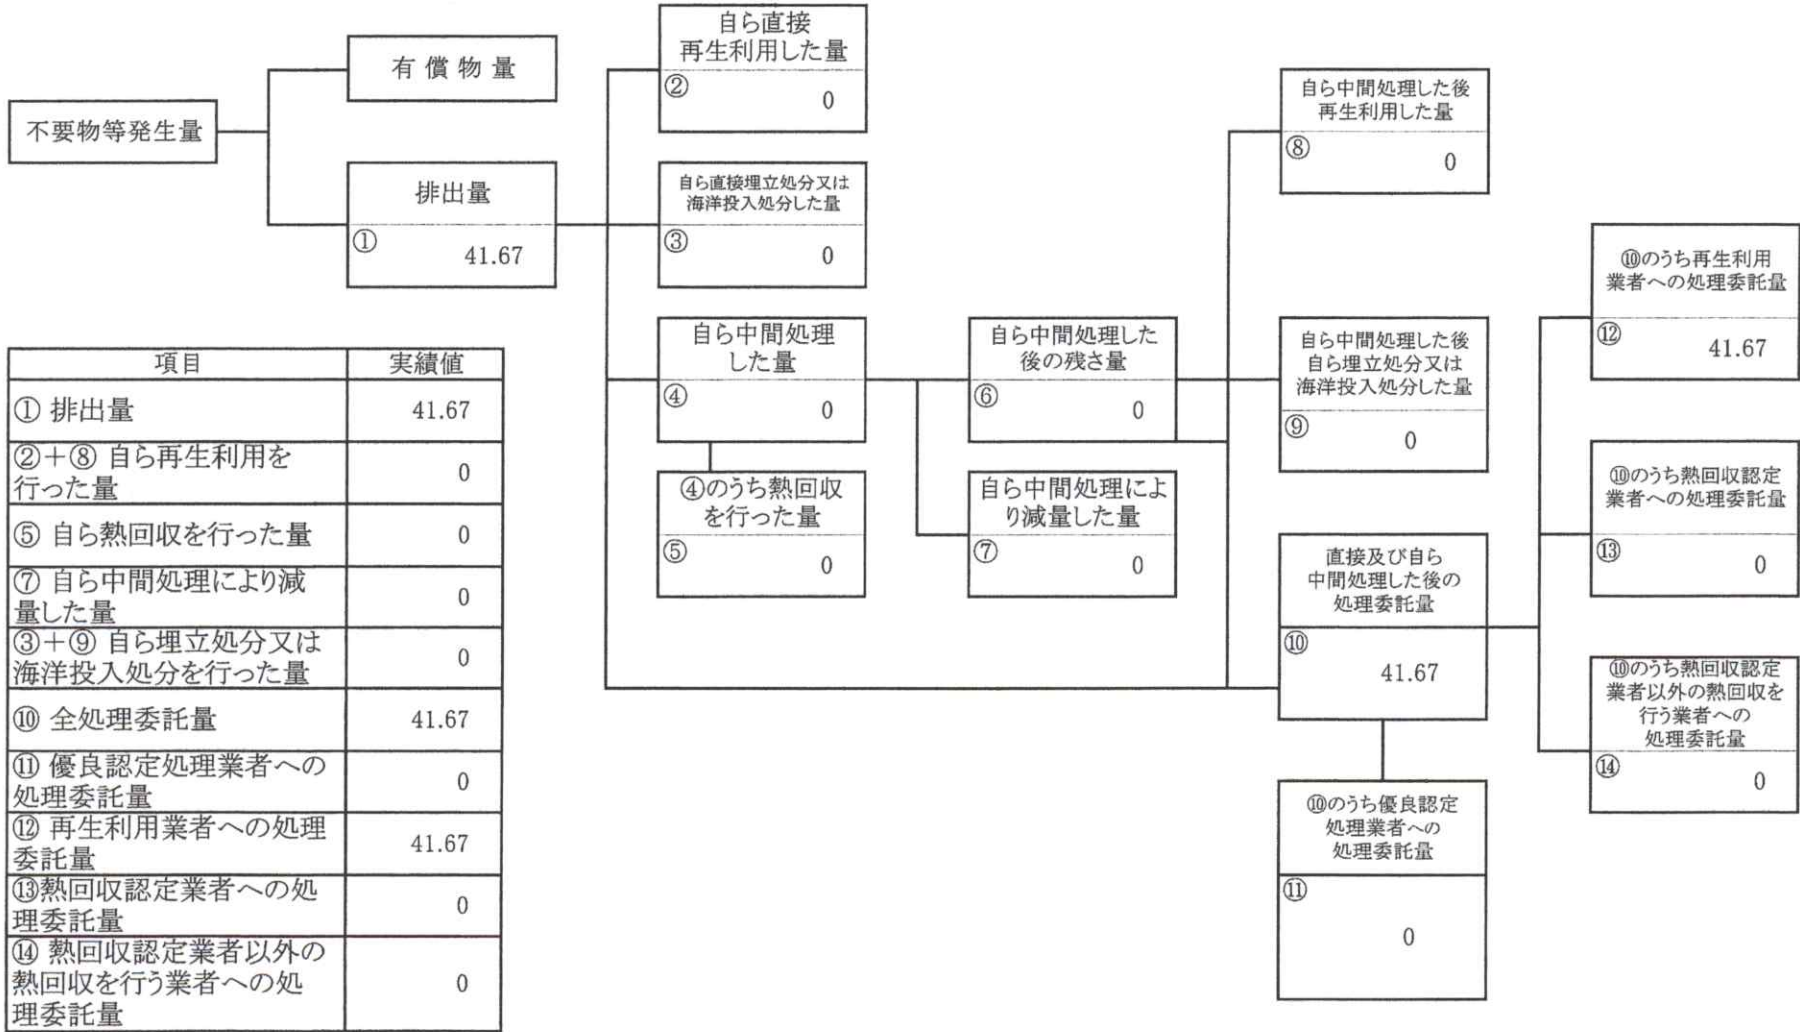 不要物等発生量
有償物量
排出量
①
41.67
自ら直接
再生利用した量
②
0
自ら直接埋立処分又は
海洋投入処分した量
③
0
自ら中間処理
した量
④
0
④のうち熱回収
を行った量
⑤
0
自ら中間処理した
後の残さ量
⑥
0
自ら中間処理によ
り減量した量
⑦
0
自ら中間処理した後
再生利用した量
⑧
0
自ら中間処理した後
自ら埋立処分又は
海洋投入処分した量
⑨
0
直接及び自ら
中間処理した後の
処理委託量
⑩
41.67
⑩のうち優良認定
処理業者への
処理委託量
⑪
0
⑩のうち再生利用
業者への処理委託量
⑫
41.67
⑩のうち熱回収認定
業者への処理委託量
⑬
0
⑩のうち熱回収認定
業者以外の熱回収を
行う業者への
処理委託量
⑭
0
項目 実績値
① 排出量 41.67
②＋⑧ 自ら再生利用を
行った量 0
⑤ 自ら熱回収を行った量 0
⑦ 自ら中間処理により減
量した量 0
③＋⑨ 自ら埋立処分又は
海洋投入処分を行った量 0
⑩ 全処理委託量 41.67
⑪ 優良認定処理業者への
処理委託量 0
⑫ 再生利用業者への処理
委託量 41.67
⑬熱回収認定業者への処
理委託量 0
⑭ 熱回収認定業者以外の
熱回収を行う業者への処
理委託量 0